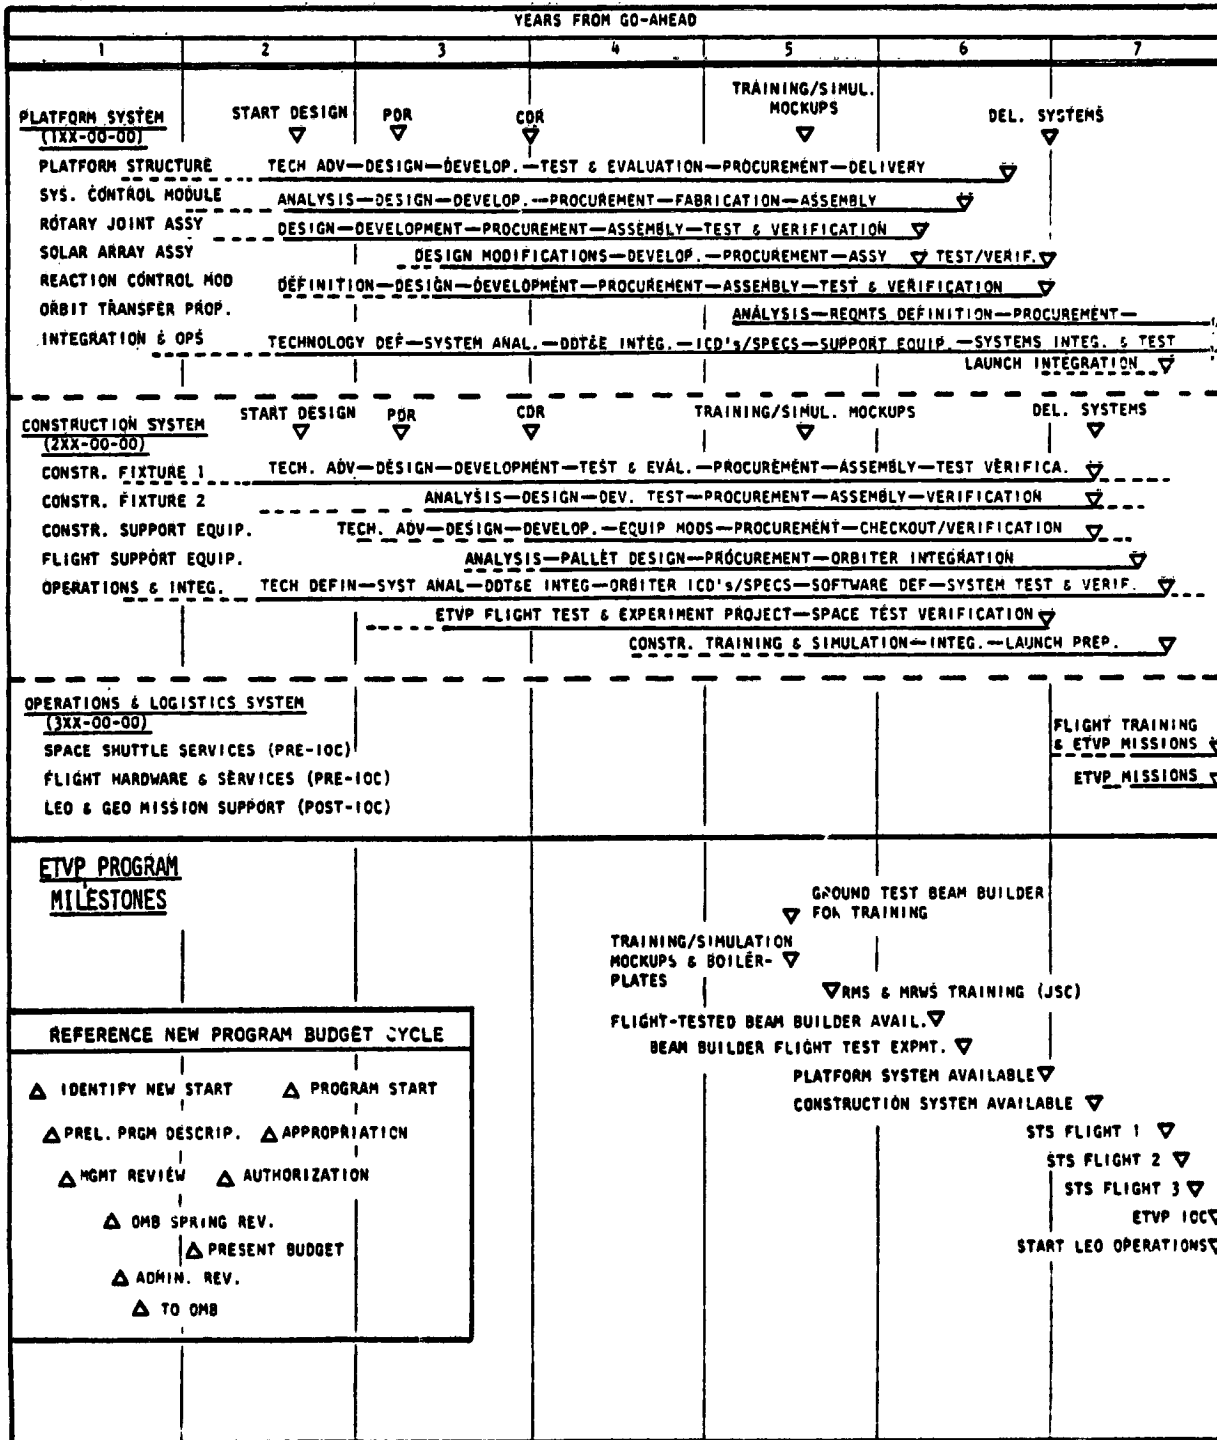 YEARS FROM GO-AHEAD
1 2 3 4 5 6 7
PLATFORM SYSTEM
(1XX-00-00)
START DESIGN
PDR
CDR
TRAINING/SIMUL.
MOCKUPS
DEL. SYSTEMS
PLATFORM STRUCTURE TECH ADV—DESIGN—DEVELOP.—TEST & EVALUATION—PROCUREMENT—DELIVERY
SYS. CONTROL MODULE ANALYSIS—DESIGN—DEVELOP.—PROCUREMENT—FABRICATION—ASSEMBLY
ROTARY JOINT ASSY DESIGN—DEVELOPMENT—PROCUREMENT—ASSEMBLY—TEST & VERIFICATION
SOLAR ARRAY ASSY DESIGN MODIFICATIONS—DEVELOP.—PROCUREMENT—ASSY TEST/VERIF.
REACTION CONTROL MOD DEFINITION—DESIGN—DEVELOPMENT—PROCUREMENT—ASSEMBLY—TEST & VERIFICATION
ORBIT TRANSFER PROP. ANALYSIS—REQMTS DEFINITION—PROCUREMENT—
INTEGRATION & OPS TECHNOLOGY DEF—SYSTEM ANAL.—DDT&E INTEG.—ICD's/SPECS—SUPPORT EQUIP.—SYSTEMS INTEG. & TEST
LAUNCH INTEGRATION
CONSTRUCTION SYSTEM
(2XX-00-00)
START DESIGN
PDR
CDR
TRAINING/SIMUL. MOCKUPS
DEL. SYSTEMS
CONSTR. FIXTURE 1 TECH. ADV—DESIGN—DEVELOPMENT—TEST & EVAL.—PROCUREMENT—ASSEMBLY—TEST VERIFICA.
CONSTR. FIXTURE 2 ANALYSIS—DESIGN—DEV. TEST—PROCUREMENT—ASSEMBLY—VERIFICATION
CONSTR. SUPPORT EQUIP. TECH. ADV—DESIGN—DEVELOP.—EQUIP MODS—PROCUREMENT—CHECKOUT/VERIFICATION
FLIGHT SUPPORT EQUIP. ANALYSIS—PALLET DESIGN—PROCUREMENT—ORBITER INTEGRATION
OPERATIONS & INTEG. TECH DEFIN—SYST ANAL—DDT&E INTEG—ORBITER ICD's/SPECS—SOFTWARE DEF—SYSTEM TEST & VERIF.
ETVP FLIGHT TEST & EXPERIMENT PROJECT—SPACE TEST VERIFICATION
CONSTR. TRAINING & SIMULATION—INTEG.—LAUNCH PREP.
OPERATIONS & LOGISTICS SYSTEM
(3XX-00-00)
SPACE SHUTTLE SERVICES (PRE-IOC)
FLIGHT TRAINING
& ETVP MISSIONS
FLIGHT HARDWARE & SERVICES (PRE-IOC) ETVP MISSIONS
LEO & GEO MISSION SUPPORT (POST-IOC)
ETVP PROGRAM
MILESTONES
GROUND TEST BEAM BUILDER
FOR TRAINING
TRAINING/SIMULATION
MOCKUPS & BOILER-
PLATES
RMS & MRWS TRAINING (JSC)
FLIGHT-TESTED BEAM BUILDER AVAIL.
BEAM BUILDER FLIGHT TEST EXPMT.
PLATFORM SYSTEM AVAILABLE
CONSTRUCTION SYSTEM AVAILABLE
STS FLIGHT 1
STS FLIGHT 2
STS FLIGHT 3
ETVP IOC
START LEO OPERATIONS
REFERENCE NEW PROGRAM BUDGET CYCLE
IDENTIFY NEW START PROGRAM START
PREL. PRGM DESCRIP. APPROPRIATION
MGMT REVIEW AUTHORIZATION
OMB SPRING REV.
PRESENT BUDGET
ADMIN. REV.
TO OMB